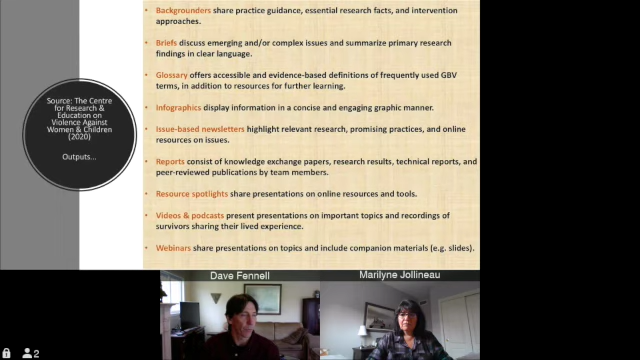 Backgrounders share practice guidance, essential research facts, and intervention
approaches.
Briefs discuss emerging and/or complex issues and summarize primary research
findings in clear language.
Glossary offers accessible and evidence-based definitions of frequently used GBV
terms, in addition to resources for further learning.
Infographics display information in a concise and engaging graphic manner.
Issue-based newsletters highlight relevant research, promising practices, and online
resources on issues.
Reports consist of knowledge exchange papers, research results, technical reports, and
peer-reviewed publications by team members.
Resource spotlights share presentations on online resources and tools.
Videos & podcasts present presentations on important topics and recordings of
survivors sharing their lived experience.
Webinars share presentations on topics and include companion materials (e.g. slides).
Source: The Centre
for Research &
Education on
Violence Against
Women & Children
(2020)
Outputs...
Dave Fennell
Marilyne Jollineau
2